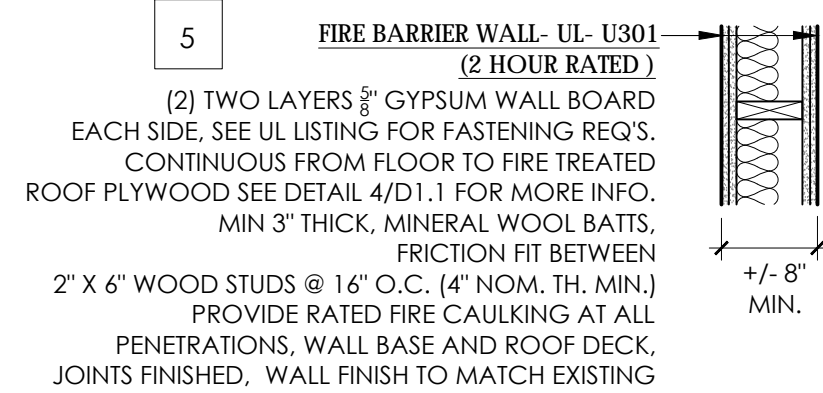 5
FIRE BARRIER WALL- UL- U301
(2 HOUR RATED )
(2) TWO LAYERS 5/8" GYPSUM WALL BOARD
EACH SIDE, SEE UL LISTING FOR FASTENING REQ'S.
CONTINUOUS FROM FLOOR TO FIRE TREATED
ROOF PLYWOOD SEE DETAIL 4/D1.1 FOR MORE INFO.
MIN 3" THICK, MINERAL WOOL BATTS,
FRICTION FIT BETWEEN
2" X 6" WOOD STUDS @ 16" O.C. (4" NOM. TH. MIN.)
PROVIDE RATED FIRE CAULKING AT ALL
PENETRATIONS, WALL BASE AND ROOF DECK,
JOINTS FINISHED, WALL FINISH TO MATCH EXISTING
+/- 8"
MIN.